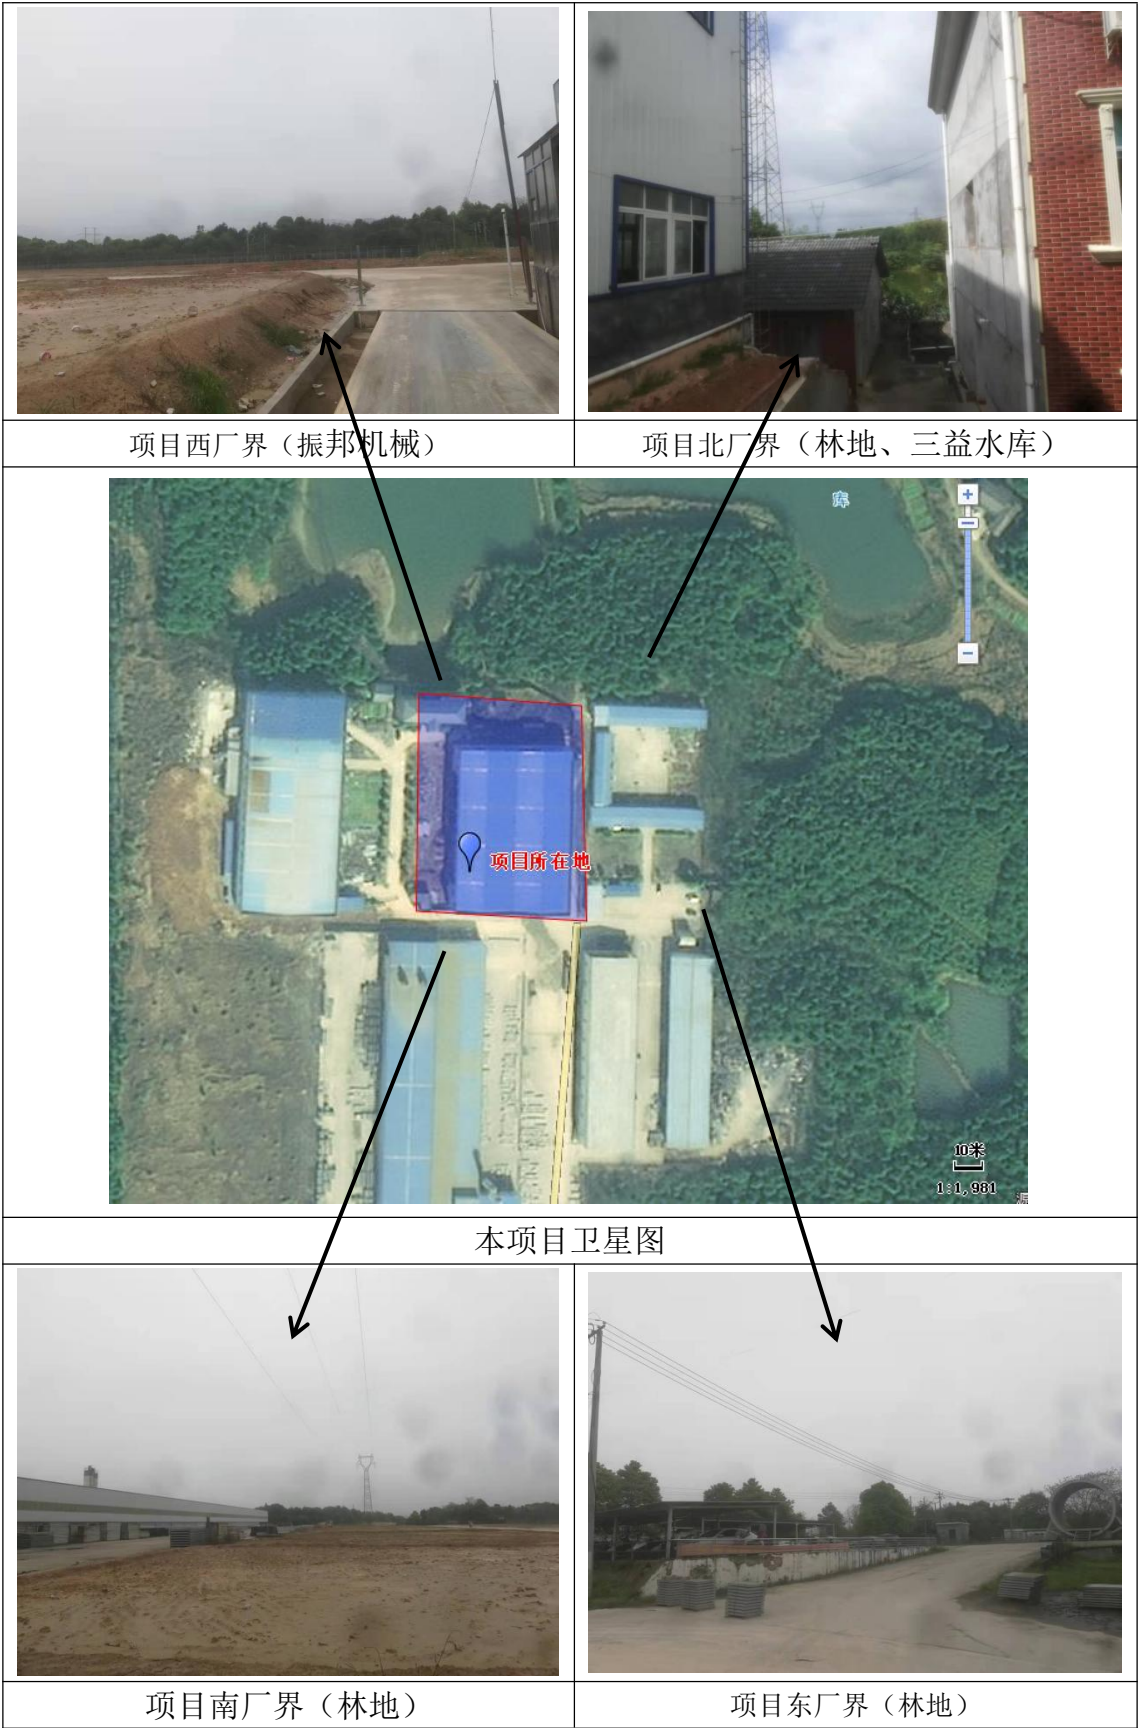 项目西厂界（振邦机械）
项目北厂界（林地、三益水库）
库
项目所在地
10米
1:1,981
本项目卫星图
项目南厂界（林地）
项目东厂界（林地）